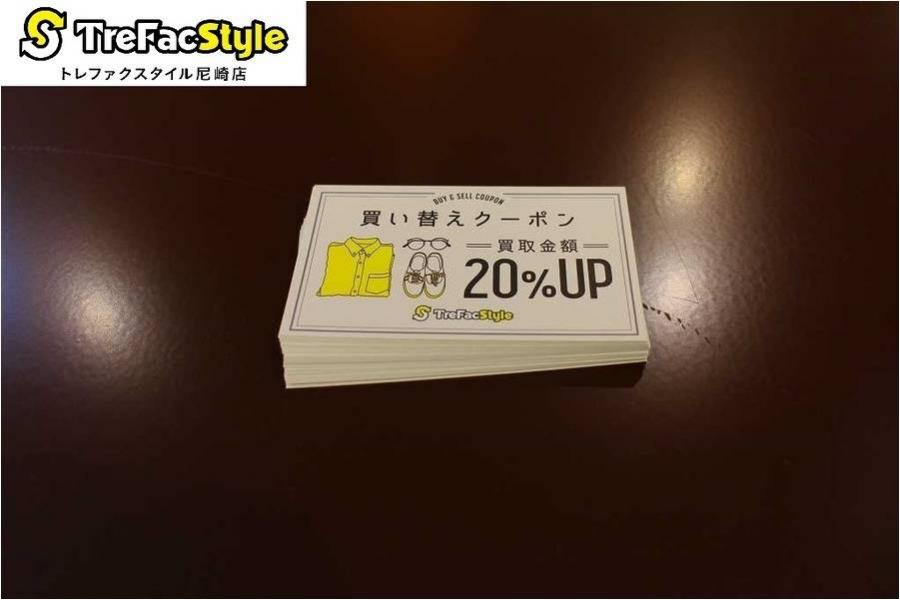 TreFacStyle
トレファクスタイル尼崎店
BUY & SELL COUPON
買い替えクーポン
買取金額
20%UP
TreFacStyle